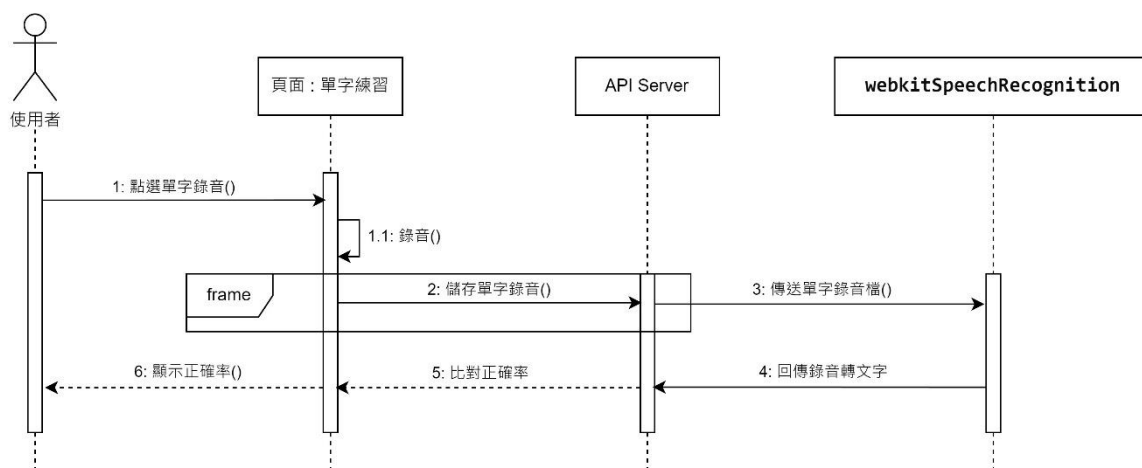 使用者
頁面 : 單字練習
API Server
webkitSpeechRecognition
1: 點選單字錄音()
1.1: 錄音()
frame
2: 儲存單字錄音()
3: 傳送單字錄音檔()
6: 顯示正確率()
5: 比對正確率
4: 回傳錄音轉文字